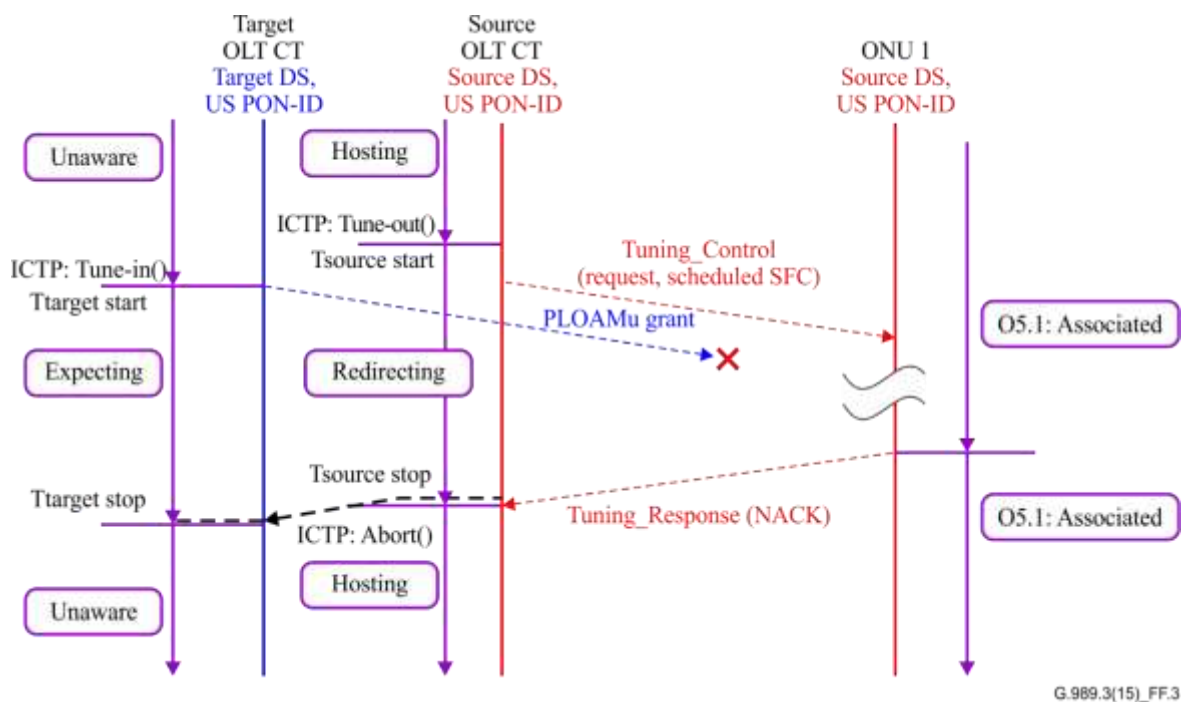 Target
OLT CT
Target DS,
US PON-ID
Source
OLT CT
Source DS,
US PON-ID
ONU 1
Source DS,
US PON-ID
Unaware
Hosting
ICTP: Tune-out()
Tsource start
Tuning_Control
(request, scheduled SFC)
ICTP: Tune-in()
Ttarget start
PLOAMu grant
O5.1: Associated
Expecting
Redirecting
Tsource stop
Ttarget stop
Tuning_Response (NACK)
O5.1: Associated
ICTP: Abort()
Hosting
Unaware
G.989.3(15)_FF.3